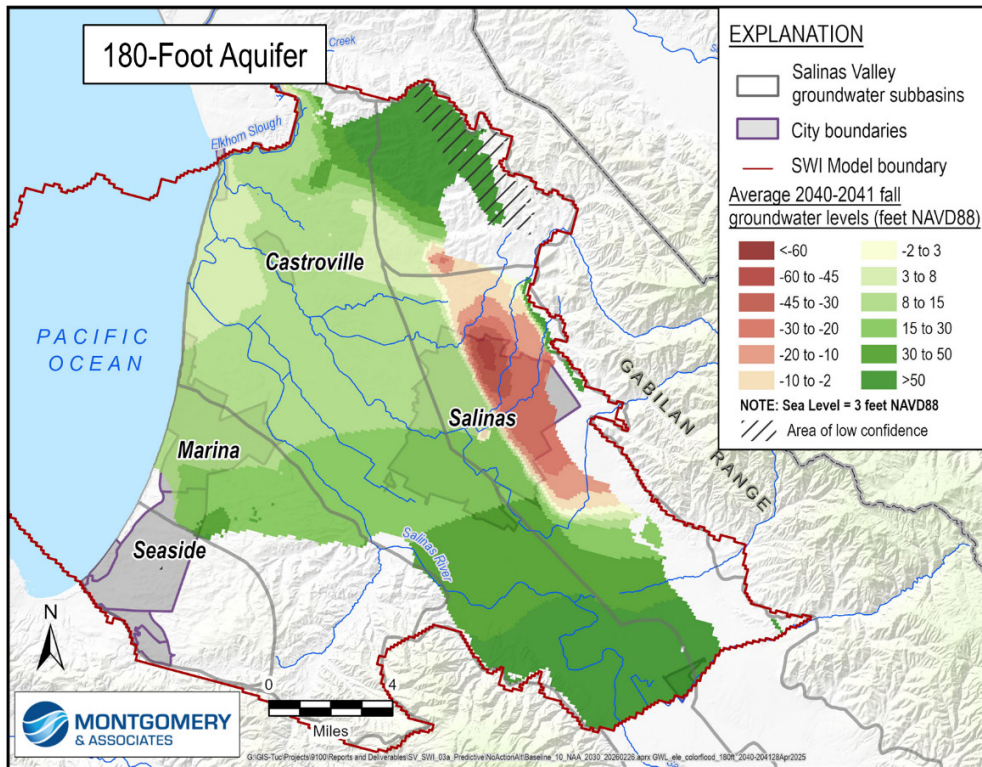 180-Foot Aquifer
Creek
Elkhorn Slough
Castroville
PACIFIC
OCEAN
Salinas
Marina
Seaside
Salinas River
GABILAN RANGE
N
0 4
Miles
MONTGOMERY
& ASSOCIATES
EXPLANATION
Salinas Valley
groundwater subbasins
City boundaries
SWI Model boundary
Average 2040-2041 fall
groundwater levels (feet NAVD88)
<-60 -2 to 3
-60 to -45 3 to 8
-45 to -30 8 to 15
-30 to -20 15 to 30
-20 to -10 30 to 50
-10 to -2 >50
NOTE: Sea Level = 3 feet NAVD88
Area of low confidence